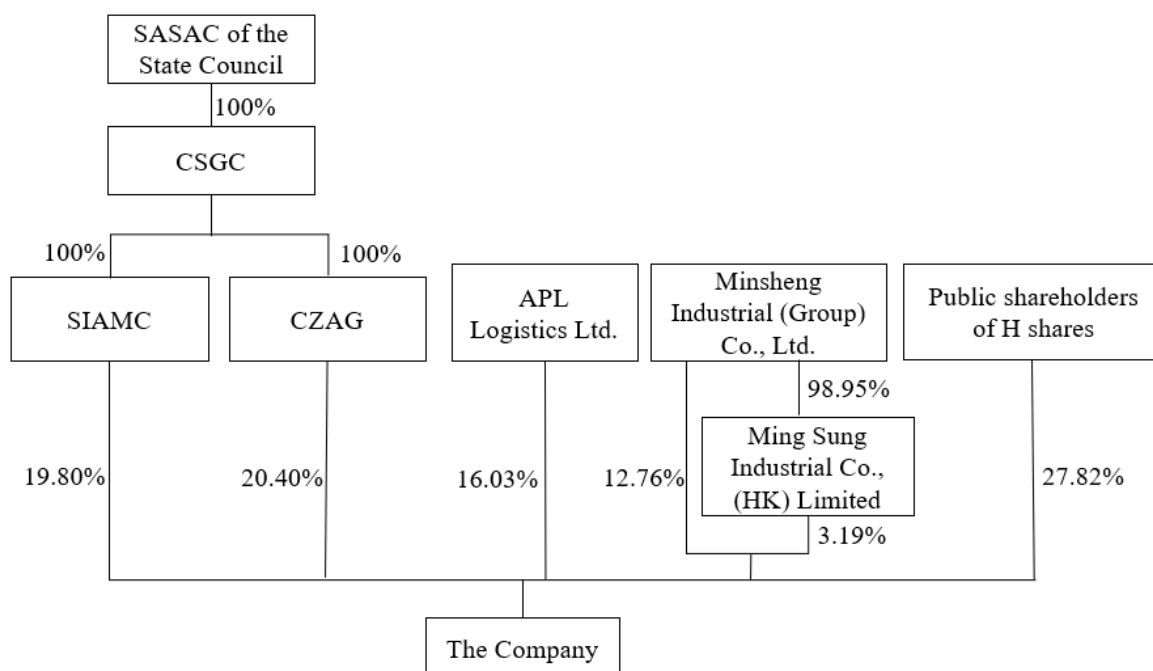 SASAC of the
State Council
100%
CSGC
100%
100%
SIAMC
CZAG
APL
Logistics Ltd.
Minsheng
Industrial (Group)
Co., Ltd.
Public shareholders
of H shares
98.95%
Ming Sung
Industrial Co.,
(HK) Limited
19.80%
20.40%
16.03%
12.76%
27.82%
3.19%
The Company